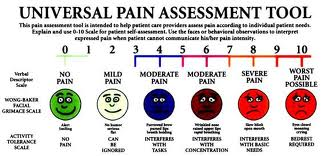 UNIVERSAL PAIN ASSESSMENT TOOL
This pain assessment tool is intended to help patient care providers assess pain according to individual patient needs.
Explain and use 0-10 Scale for patient self-assessment. Use the faces or behavioral observations to interpret
expressed pain when patient cannot communicate his/her pain intensity.
0 1 2 3 4 5 6 7 8 9 10
Verbal Descriptor Scale
NO PAIN
MILD PAIN
MODERATE PAIN
MODERATE PAIN
SEVERE PAIN
WORST PAIN POSSIBLE
WONG-BAKER FACIAL GRIMACE SCALE
Alert smiling
No humor serious flat
Furrowed brow pursed lips breath holding
Wrinkled nose raised upper lips rapid breathing
Slow blink open mouth
Eyes closed moaning crying
ACTIVITY TOLERANCE SCALE
NO PAIN
CAN BE IGNORED
INTERFERES WITH TASKS
INTERFERES WITH CONCENTRATION
INTERFERES WITH BASIC NEEDS
BEDREST REQUIRED